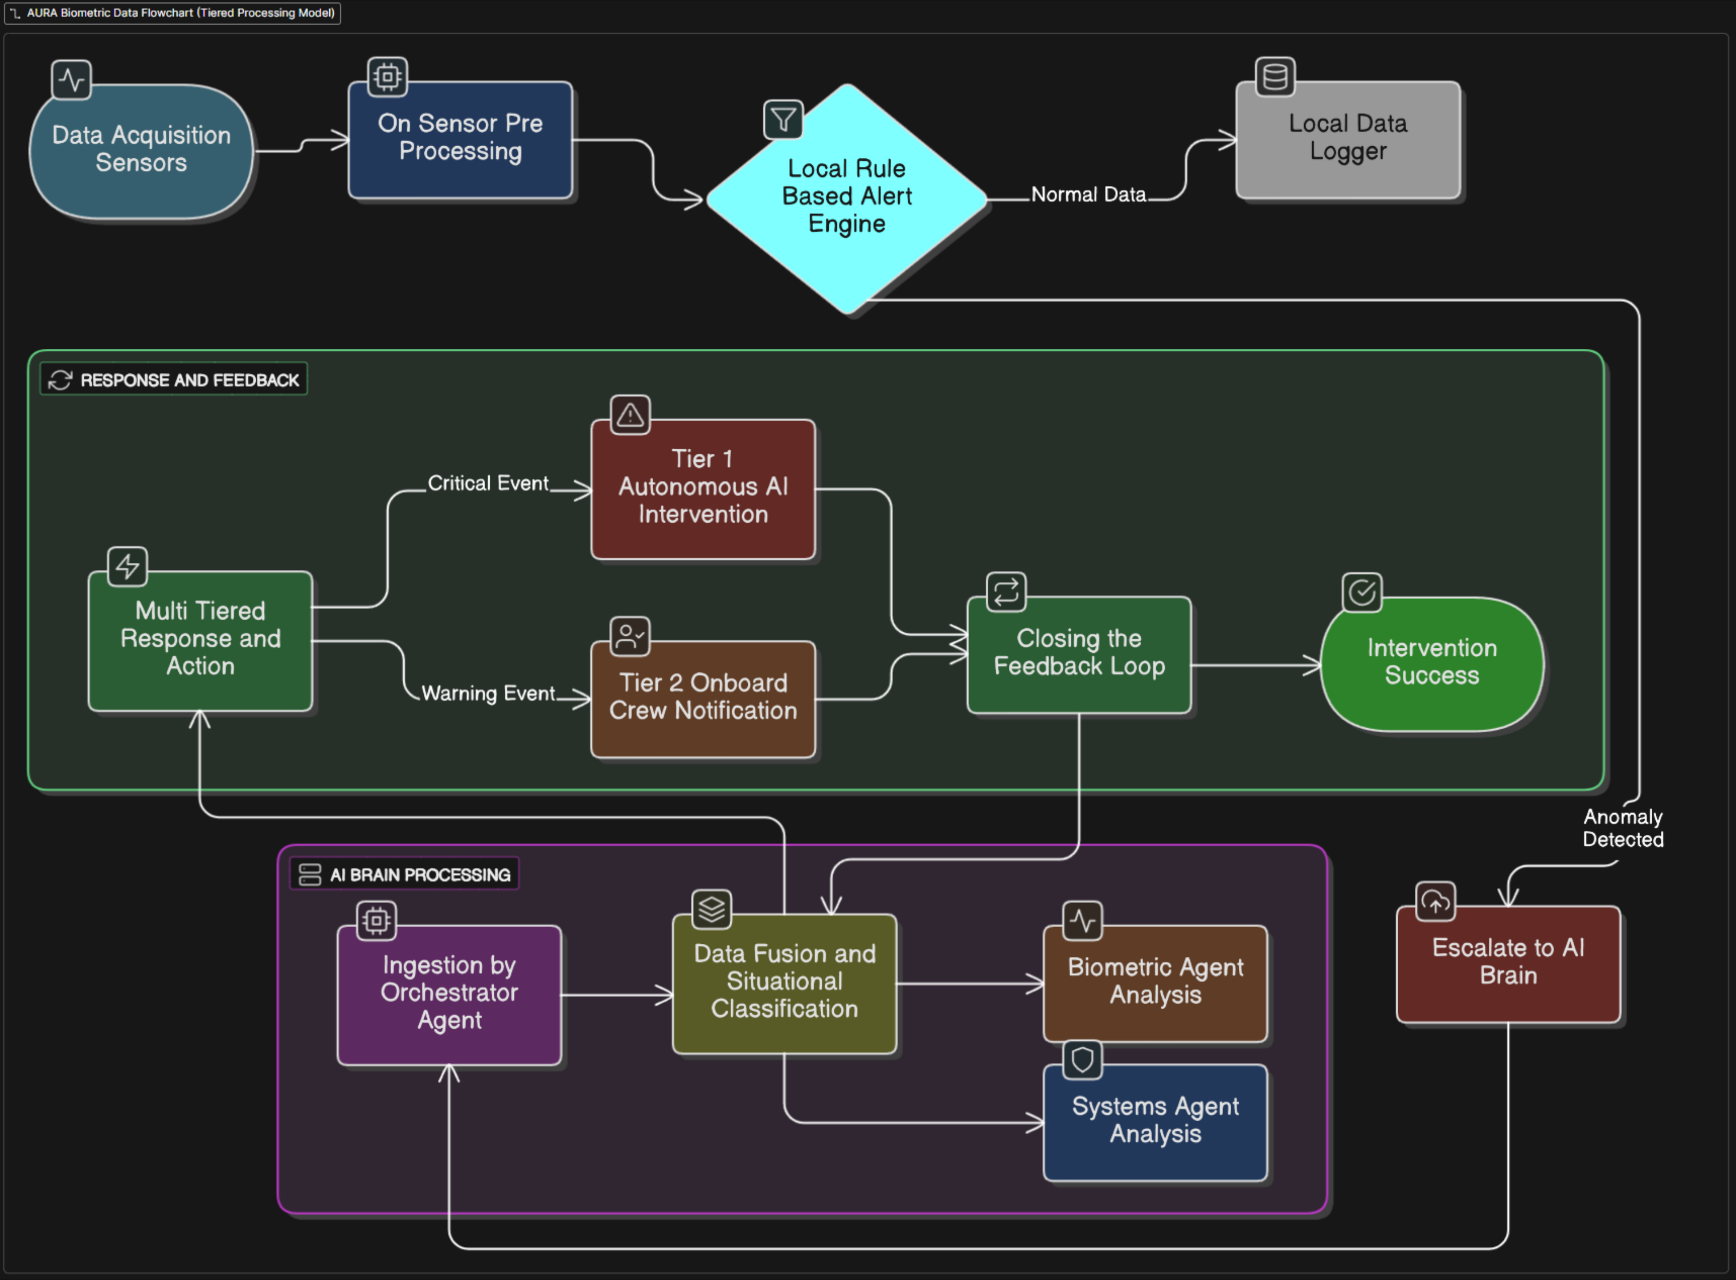 AURA Biometric Data Flowchart (Tiered Processing Model)
Data Acquisition
Sensors
On Sensor Pre
Processing
Local Rule
Based Alert
Engine
Normal Data
Local Data
Logger
RESPONSE AND FEEDBACK
Critical Event
Tier 1
Autonomous AI
Intervention
Multi Tiered
Response and
Action
Warning Event
Tier 2 Onboard
Crew Notification
Closing the
Feedback Loop
Intervention
Success
Anomaly
Detected
AI BRAIN PROCESSING
Ingestion by
Orchestrator
Agent
Data Fusion and
Situational
Classification
Biometric Agent
Analysis
Systems Agent
Analysis
Escalate to AI
Brain